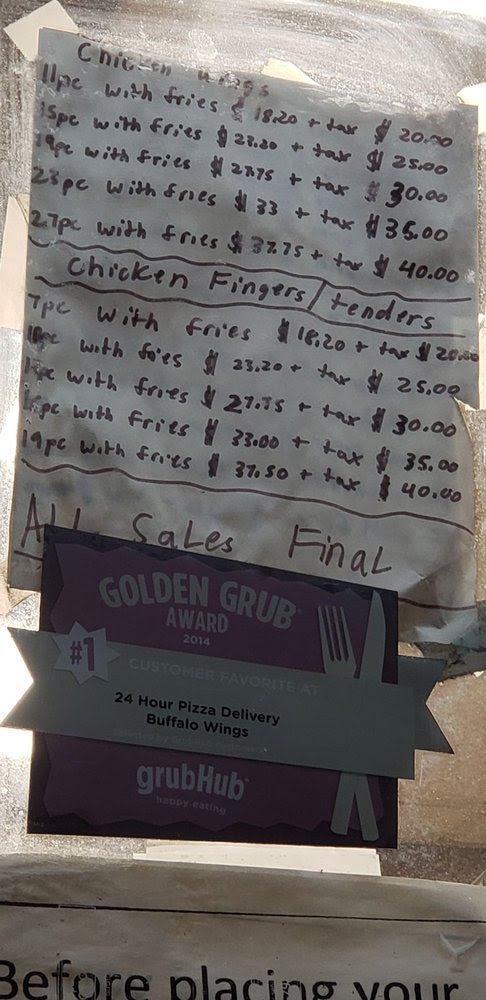 Chicken wings
11pc with fries $ 18.20 + tax $ 20.00
15pc with fries $ 23.20 + tax $ 25.00
19pc with fries $ 27.75 + tax $ 30.00
23pc with fries $ 33 + tax $ 35.00
27pc with fries $ 37.75 + tax $ 40.00
Chicken Fingers/tenders
7pc with fries $ 18.20 + tax $ 20.00
with fries $ 23.20 + tax $ 25.00
with fries $ 27.75 + tax $ 30.00
with fries $ 33.00 + tax $ 35.00
19pc with fries $ 37.50 + tax $ 40.00
ALL SaLes FinaL
GOLDEN GRUB
AWARD
2014
#1
CUSTOMER FAVORITE AT
24 Hour Pizza Delivery
Buffalo Wings
grubHub
happy eating
Before placing your